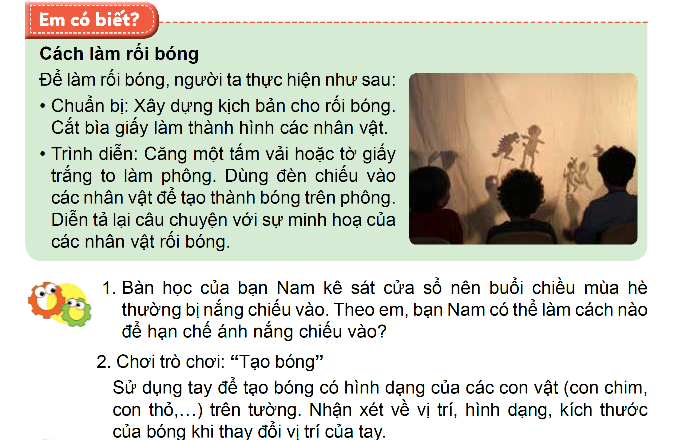 Em có biết?
Cách làm rối bóng
Để làm rối bóng, người ta thực hiện như sau:
• Chuẩn bị: Xây dựng kịch bản cho rối bóng.
Cắt bìa giấy làm thành hình các nhân vật.
• Trình diễn: Căng một tấm vải hoặc tờ giấy
trắng to làm phông. Dùng đèn chiếu vào
các nhân vật để tạo thành bóng trên phông.
Diễn tả lại câu chuyện với sự minh hoạ của
các nhân vật rối bóng.
1. Bàn học của bạn Nam kê sát cửa sổ nên buổi chiều mùa hè
thường bị nắng chiếu vào. Theo em, bạn Nam có thể làm cách nào
để hạn chế ánh nắng chiếu vào?
2. Chơi trò chơi: “Tạo bóng”
Sử dụng tay để tạo bóng có hình dạng của các con vật (con chim,
con thỏ,…) trên tường. Nhận xét về vị trí, hình dạng, kích thước
của bóng khi thay đổi vị trí của tay.